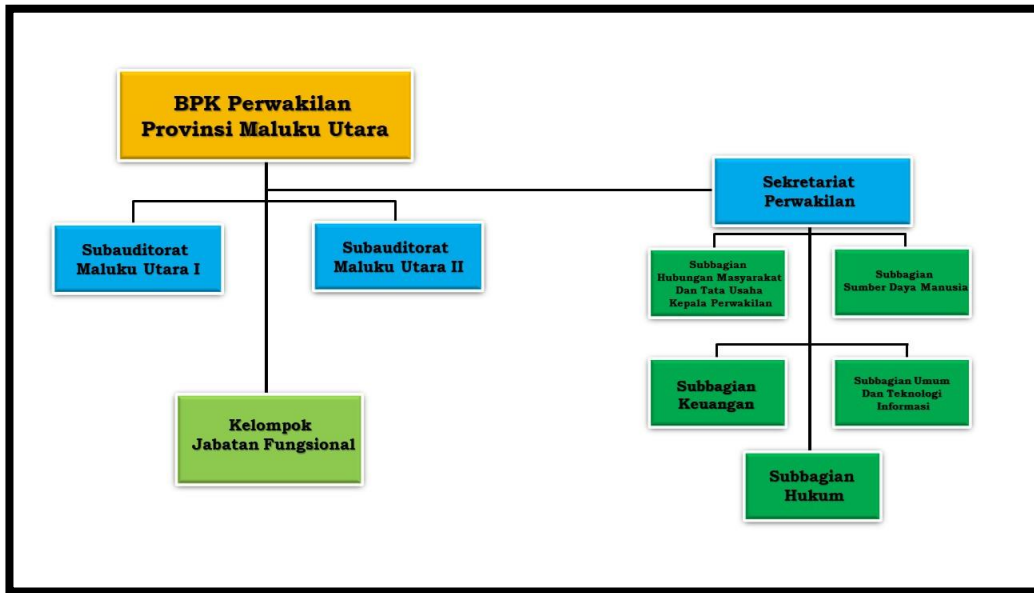 BPK Perwakilan
Provinsi Maluku Utara
Sekretariat
Perwakilan
Subauditorat
Maluku Utara I
Subauditorat
Maluku Utara II
Subbagian
Hubungan Masyarakat
Dan Tata Usaha
Kepala Perwakilan
Subbagian
Sumber Daya Manusia
Subbagian
Keuangan
Subbagian Umum
Dan Teknologi
Informasi
Kelompok
Jabatan Fungsional
Subbagian
Hukum